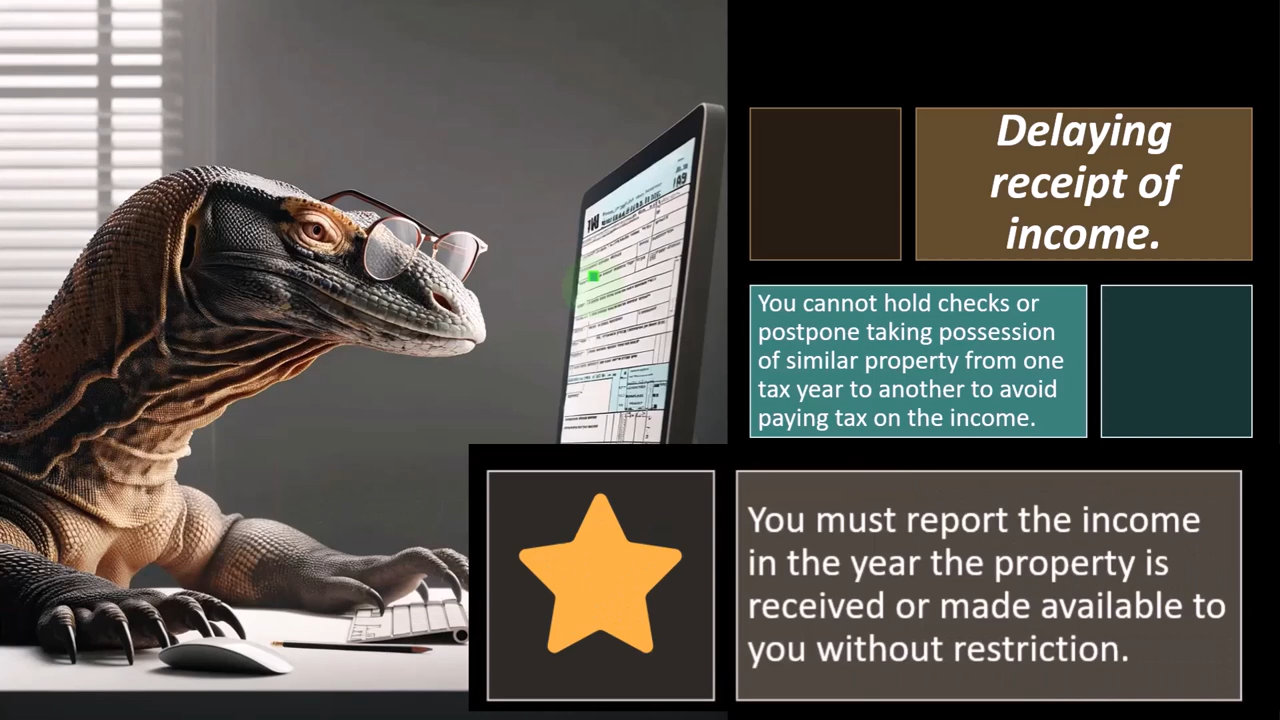 Delaying
receipt of
income.
You cannot hold checks or
postpone taking possession
of similar property from one
tax year to another to avoid
paying tax on the income.
You must report the income
in the year the property is
received or made available to
you without restriction.